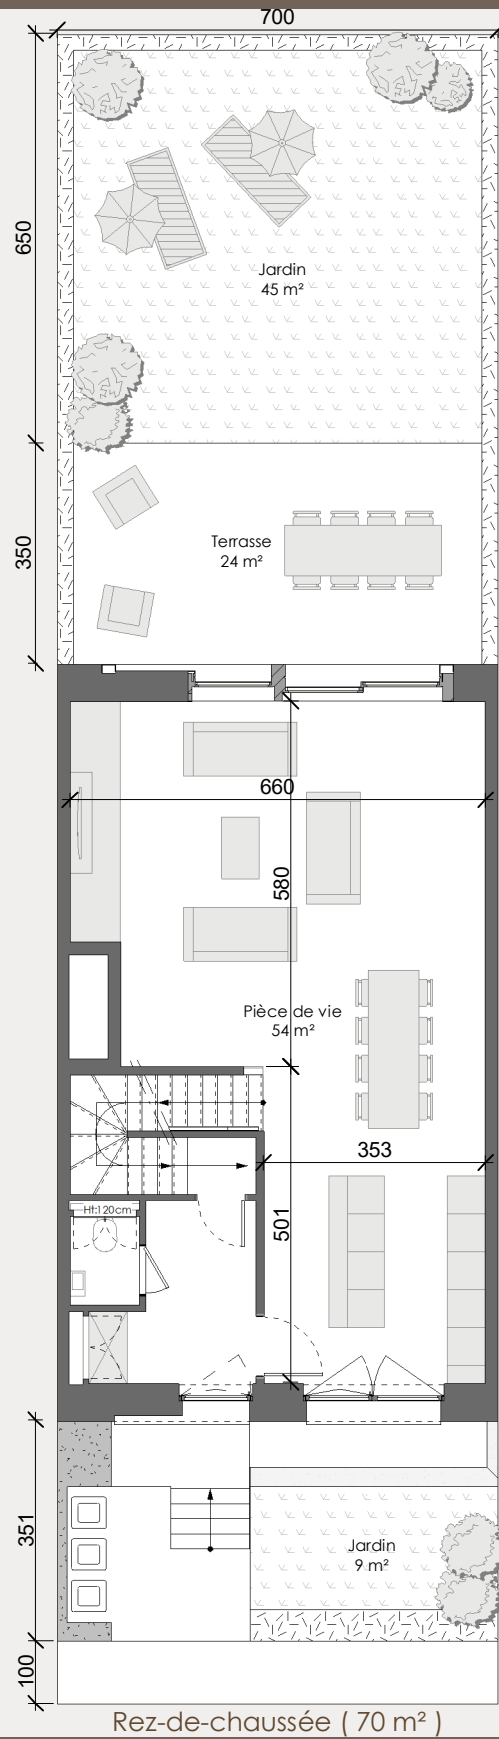 700
650
Jardin
45 m²
350
Terrasse
24 m²
660
580
Pièce de vie
54 m²
353
501
Ht:120cm
351
Jardin
9 m²
100
Rez-de-chaussée ( 70 m² )